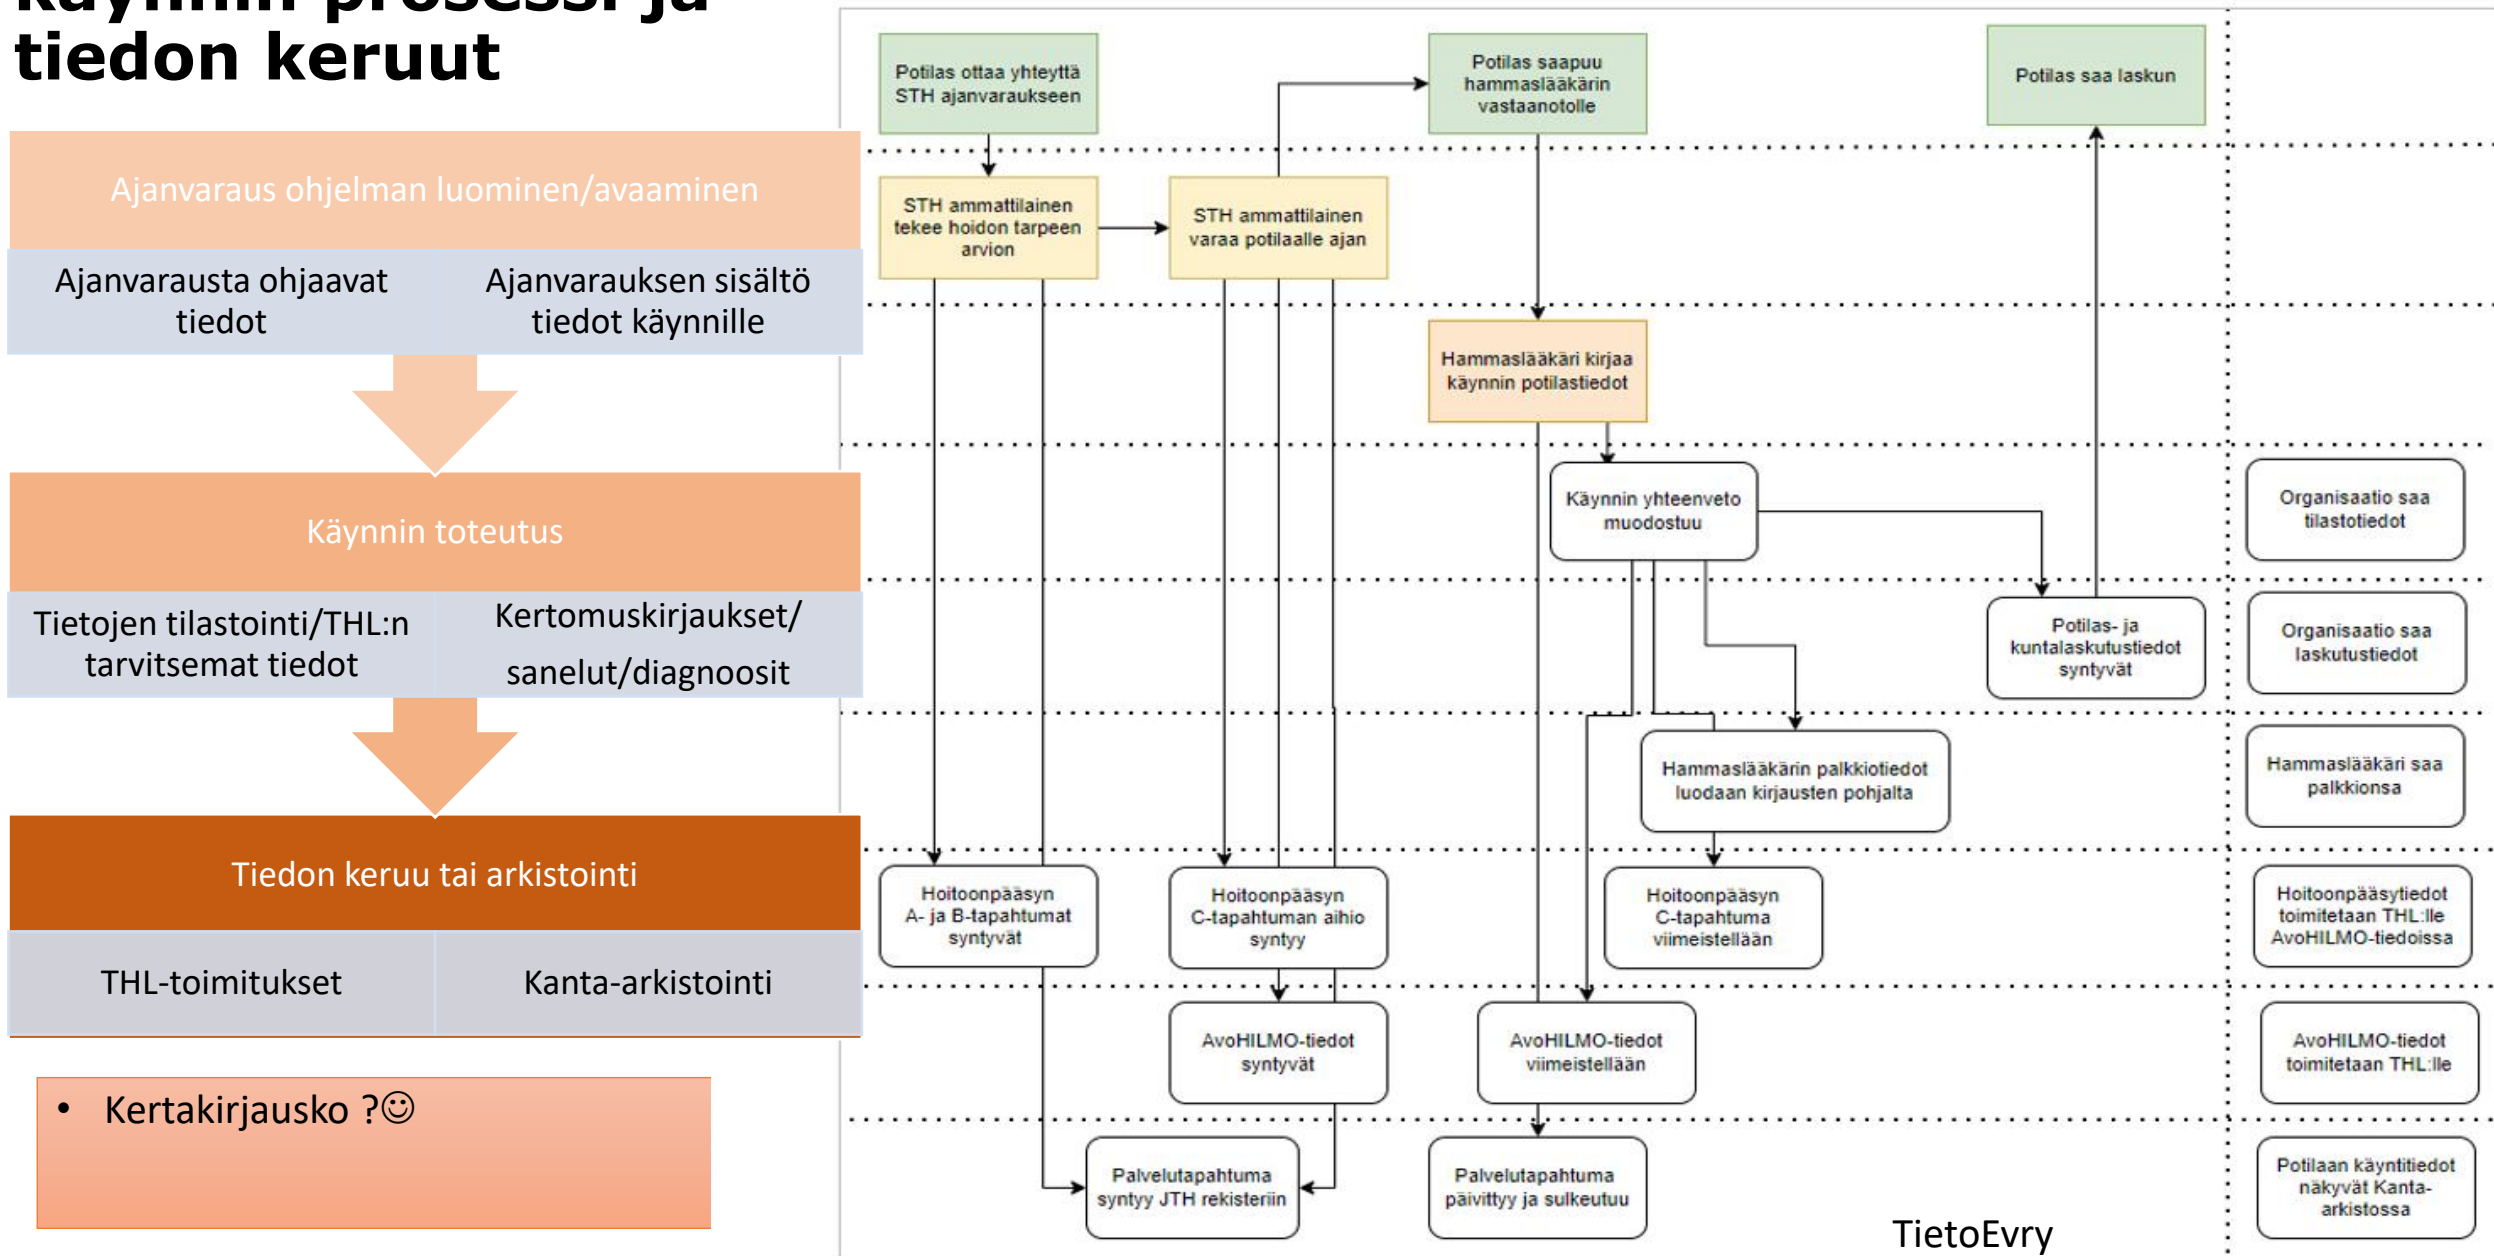 käynnin prosessi ja
tiedon keruut
Ajanvaraus ohjelman luominen/avaaminen
Ajanvarausta ohjaavat
tiedot
Ajanvarauksen sisältö
tiedot käynnille
Käynnin toteutus
Tietojen tilastointi/THL:n
tarvitsemat tiedot
Kertomuskirjaukset/
sanelut/diagnoosit
Tiedon keruu tai arkistointi
THL-toimitukset
Kanta-arkistointi
• Kertakirjausko ?☺
Potilas ottaa yhteyttä
STH ajanvaraukseen
Potilas saapuu
hammaslääkärin
vastaanotolle
Potilas saa laskun
STH ammattilainen
tekee hoidon tarpeen
arvion
STH ammattilainen
varaa potilaalle ajan
Hammaslääkäri kirjaa
käynnin potilastiedot
Käynnin yhteenveto
muodostuu
Organisaatio saa
tilastotiedot
Potilas- ja
kuntalaskutustiedot
syntyvät
Organisaatio saa
laskutustiedot
Hammaslääkärin palkkiotiedot
luodaan kirjausten pohjalta
Hammaslääkäri saa
palkkionsa
Hoitoonpääsyn
A- ja B-tapahtumat
syntyvät
Hoitoonpääsyn
C-tapahtuman aihio
syntyy
Hoitoonpääsyn
C-tapahtuma
viimeistellään
Hoitoonpääsytiedot
toimitetaan THL:lle
AvoHILMO-tiedoissa
AvoHILMO-tiedot
syntyvät
AvoHILMO-tiedot
viimeistellään
AvoHILMO-tiedot
toimitetaan THL:lle
Palvelutapahtuma
syntyy JTH rekisteriin
Palvelutapahtuma
päivittyy ja sulkeutuu
Potilaan käyntitiedot
näkyvät Kanta-
arkistossa
TietoEvry